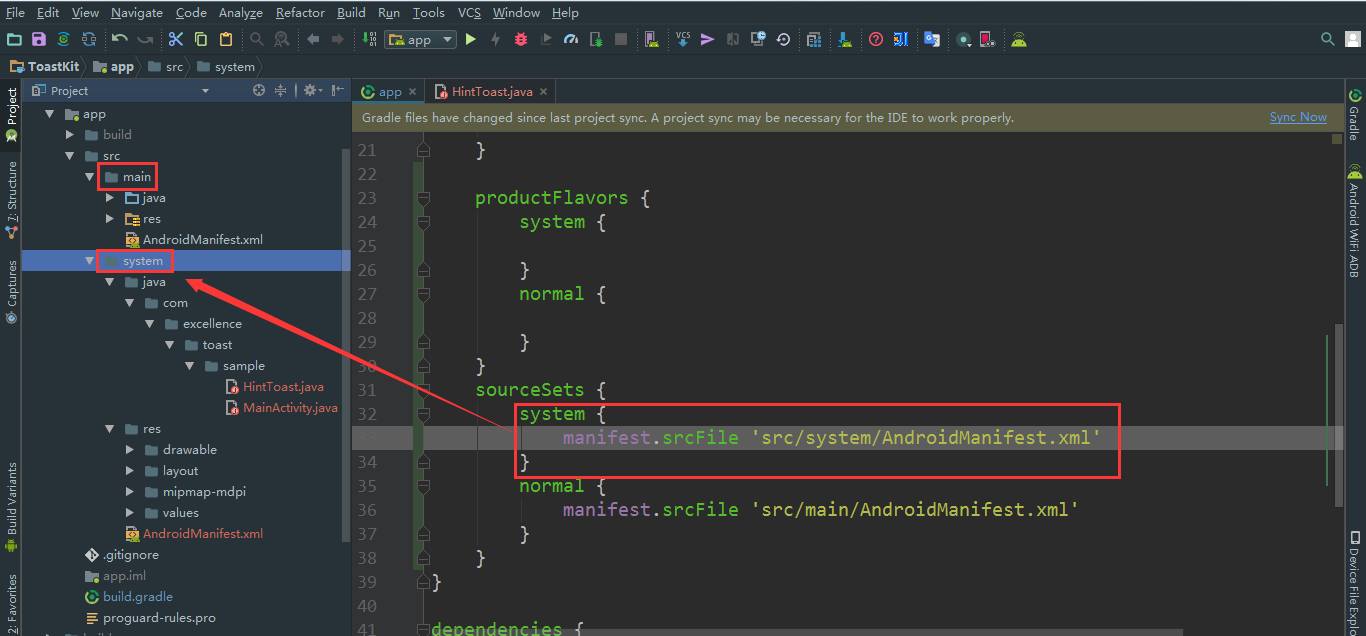 File Edit View Navigate Code Analyze Refactor Build Run Tools VCS Window Help
app
VCS
ToastKit app src system
Project
app
HintToast.java
Gradle files have changed since last project sync. A project sync may be necessary for the IDE to work properly. Sync Now
Project
7: Structure
Captures
Build Variants
2: Favorites
app
build
src
main
java
res
AndroidManifest.xml
system
java
com
excellence
toast
sample
HintToast.java
MainActivity.java
res
drawable
layout
mipmap-mdpi
values
AndroidManifest.xml
.gitignore
app.iml
build.gradle
proguard-rules.pro
21 }
22
23 productFlavors {
24 system {
25
26 }
27 normal {
28
29 }
30 }
31 sourceSets {
32 system {
33 manifest.srcFile 'src/system/AndroidManifest.xml'
34 }
35 normal {
36 manifest.srcFile 'src/main/AndroidManifest.xml'
37 }
38 }
39 }
40
41 dependencies {
Gradle
Android WiFi ADB
Device File Explo